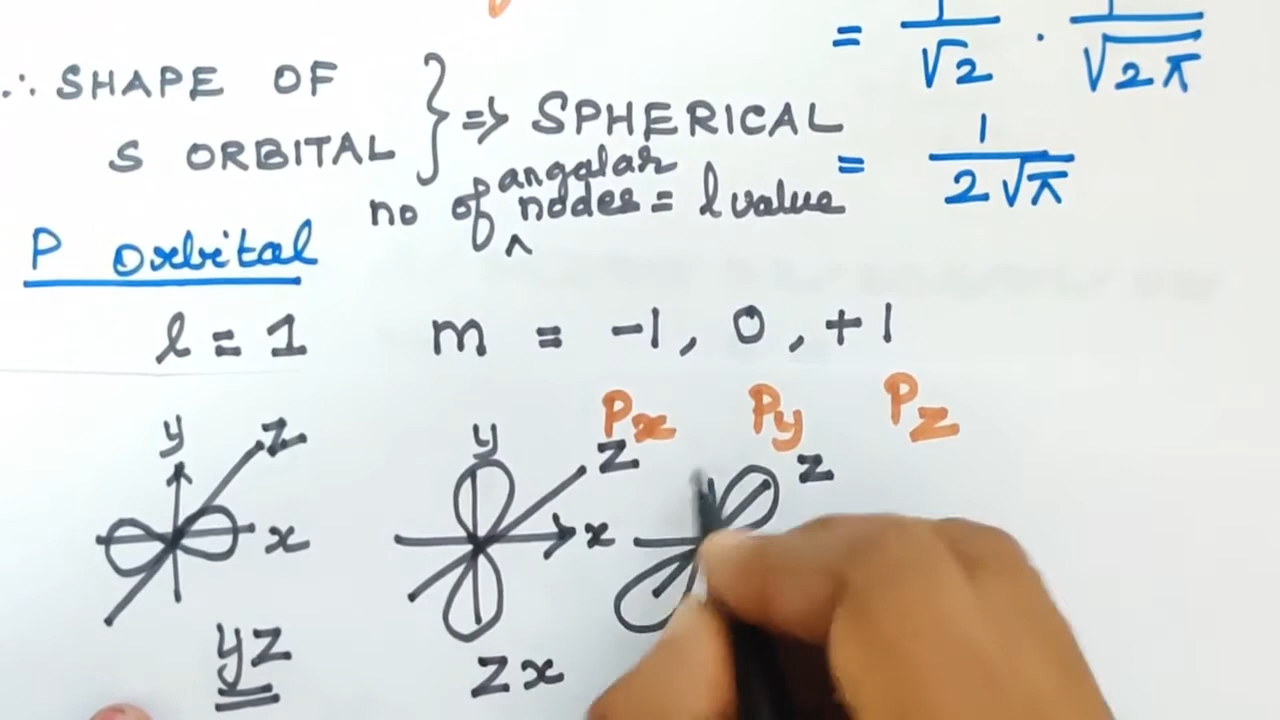 = 1/√2 · 1/√2π
∴ SHAPE OF
S ORBITAL } => SPHERICAL
= 1/2√π
no of angular nodes = l value
P orbital
l = 1 m = -1, 0, +1
Px Py Pz
y z x
y z x
z
yz
zx